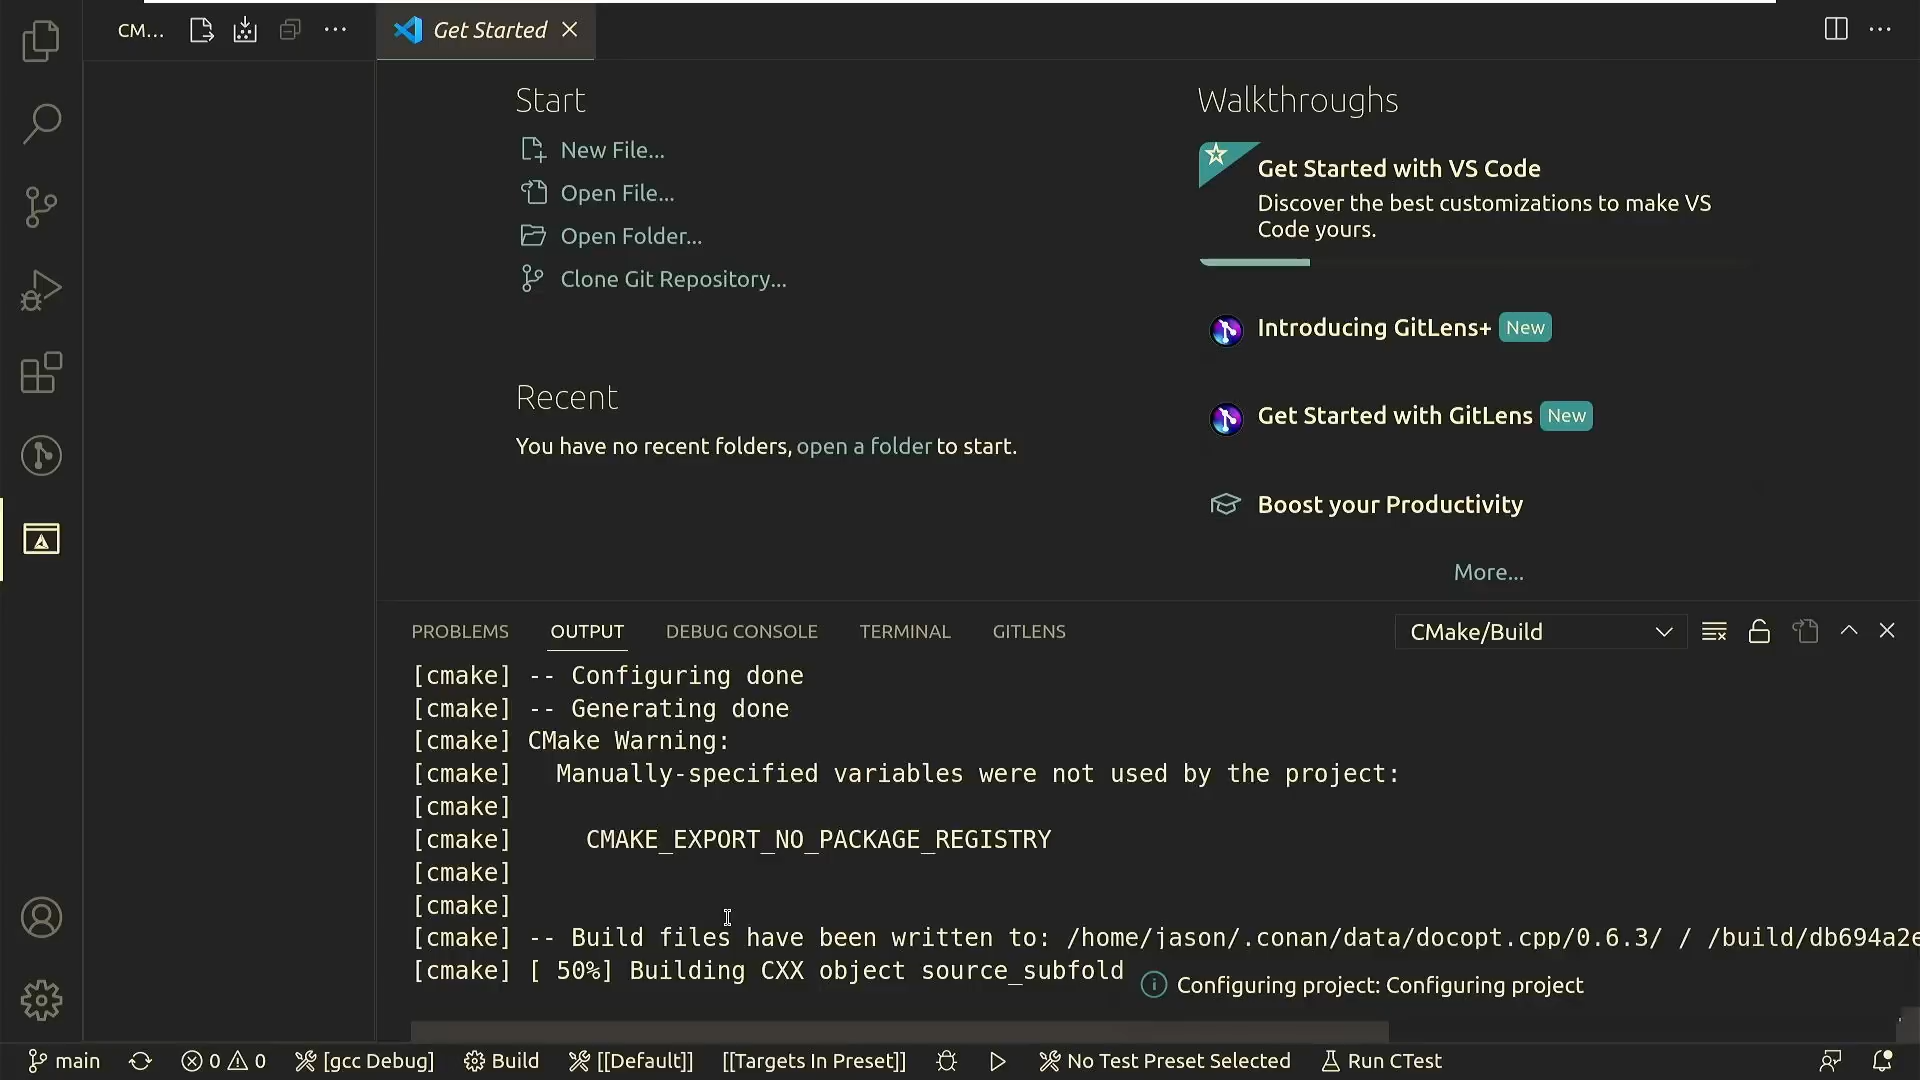 CM...
Get Started
Start
New File...
Open File...
Open Folder...
Clone Git Repository...
Recent
You have no recent folders, open a folder to start.
Walkthroughs
Get Started with VS Code
Discover the best customizations to make VS
Code yours.
Introducing GitLens+ New
Get Started with GitLens New
Boost your Productivity
More...
PROBLEMS OUTPUT DEBUG CONSOLE TERMINAL GITLENS CMake/Build
[cmake] -- Configuring done
[cmake] -- Generating done
[cmake] CMake Warning:
[cmake] Manually-specified variables were not used by the project:
[cmake]
[cmake] CMAKE_EXPORT_NO_PACKAGE_REGISTRY
[cmake]
[cmake]
[cmake] -- Build files have been written to: /home/jason/.conan/data/docopt.cpp/0.6.3/ / /build/db694a2e
[cmake] [ 50%] Building CXX object source_subfold
Configuring project: Configuring project
main 0 0 [gcc Debug] Build [[Default]] [[Targets In Preset]] No Test Preset Selected Run CTest